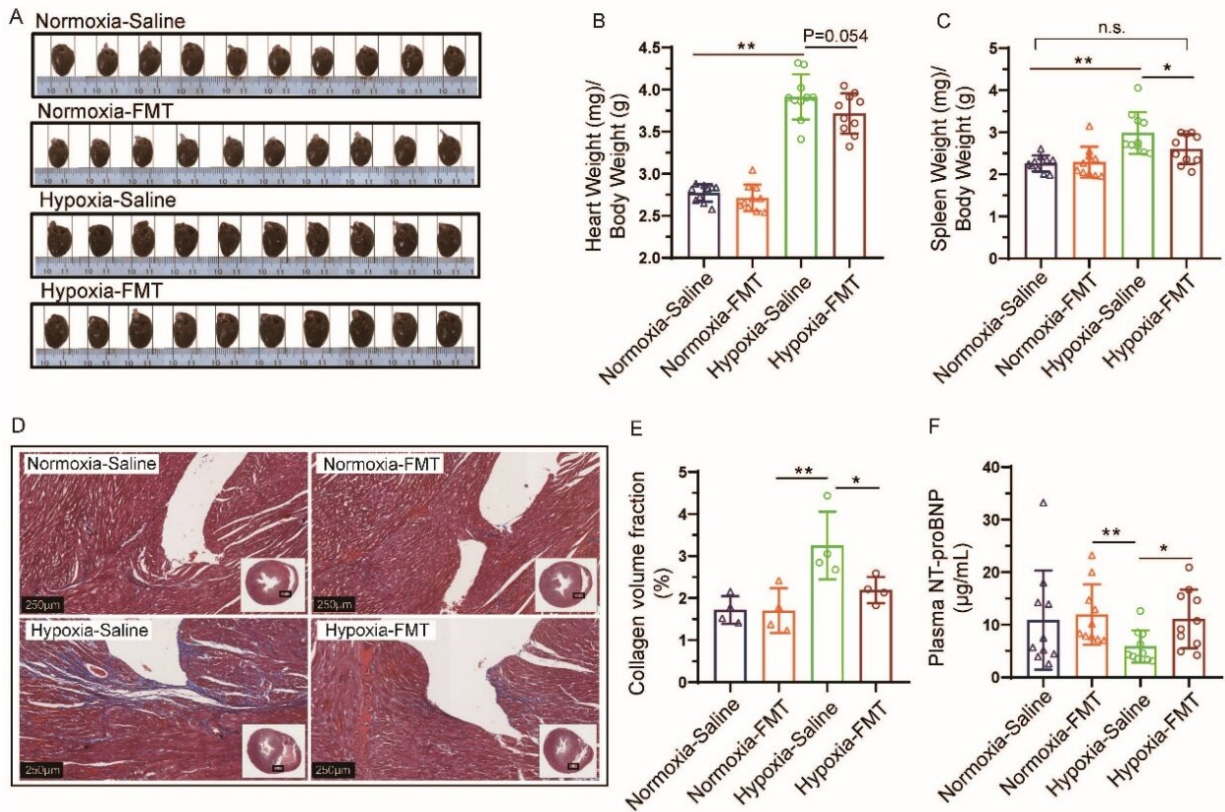 A
Normoxia-Saline
Normoxia-FMT
Hypoxia-Saline
Hypoxia-FMT
B
Heart Weight (mg)/
Body Weight (g)
4.5
4.0
3.5
3.0
2.5
2.0
**
P=0.054
Normoxia-Saline
Normoxia-FMT
Hypoxia-Saline
Hypoxia-FMT
C
Spleen Weight (mg)/
Body Weight (g)
5
4
3
2
1
0
n.s.
**
*
Normoxia-Saline
Normoxia-FMT
Hypoxia-Saline
Hypoxia-FMT
D
Normoxia-Saline
250µm
Normoxia-FMT
250µm
Hypoxia-Saline
250µm
Hypoxia-FMT
250µm
E
Collagen volume fraction
(%)
5
4
3
2
1
0
**
*
Normoxia-Saline
Normoxia-FMT
Hypoxia-Saline
Hypoxia-FMT
F
Plasma NT-proBNP
(µg/mL)
40
30
20
10
0
**
*
Normoxia-Saline
Normoxia-FMT
Hypoxia-Saline
Hypoxia-FMT